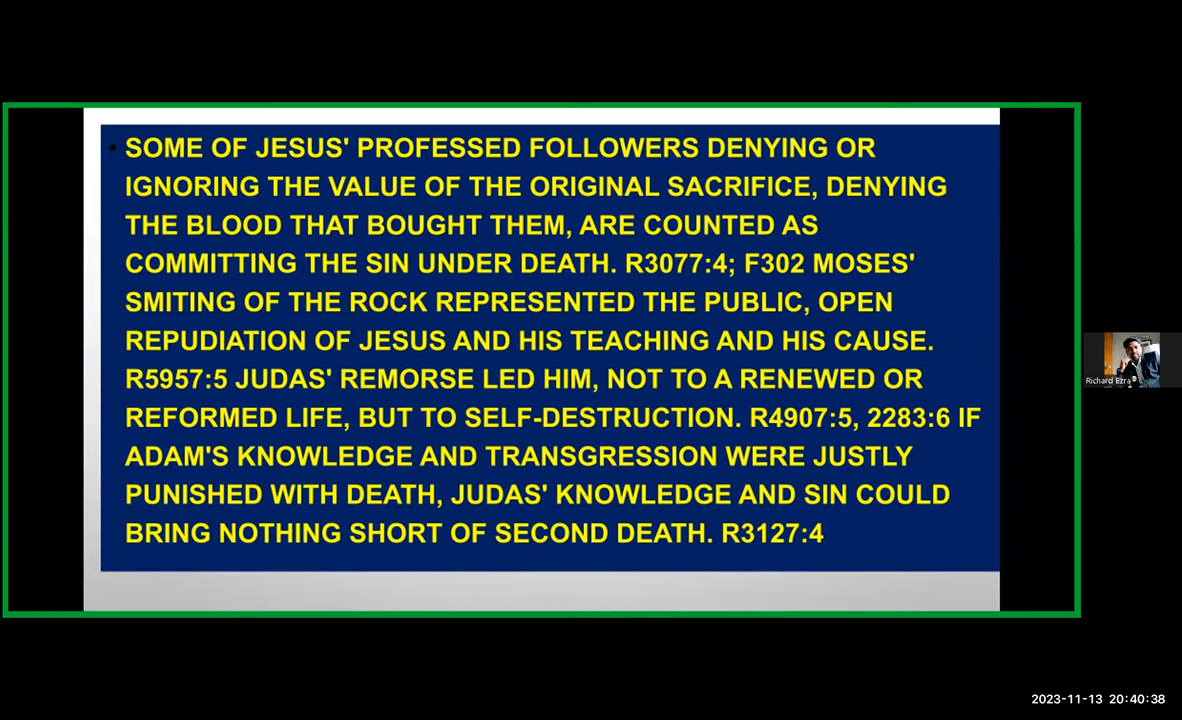 • SOME OF JESUS' PROFESSED FOLLOWERS DENYING OR
IGNORING THE VALUE OF THE ORIGINAL SACRIFICE, DENYING
THE BLOOD THAT BOUGHT THEM, ARE COUNTED AS
COMMITTING THE SIN UNDER DEATH. R3077:4; F302 MOSES'
SMITING OF THE ROCK REPRESENTED THE PUBLIC, OPEN
REPUDIATION OF JESUS AND HIS TEACHING AND HIS CAUSE.
R5957:5 JUDAS' REMORSE LED HIM, NOT TO A RENEWED OR
REFORMED LIFE, BUT TO SELF-DESTRUCTION. R4907:5, 2283:6 IF
ADAM'S KNOWLEDGE AND TRANSGRESSION WERE JUSTLY
PUNISHED WITH DEATH, JUDAS' KNOWLEDGE AND SIN COULD
BRING NOTHING SHORT OF SECOND DEATH. R3127:4
Richard Ezra
2023-11-13 20:40:38